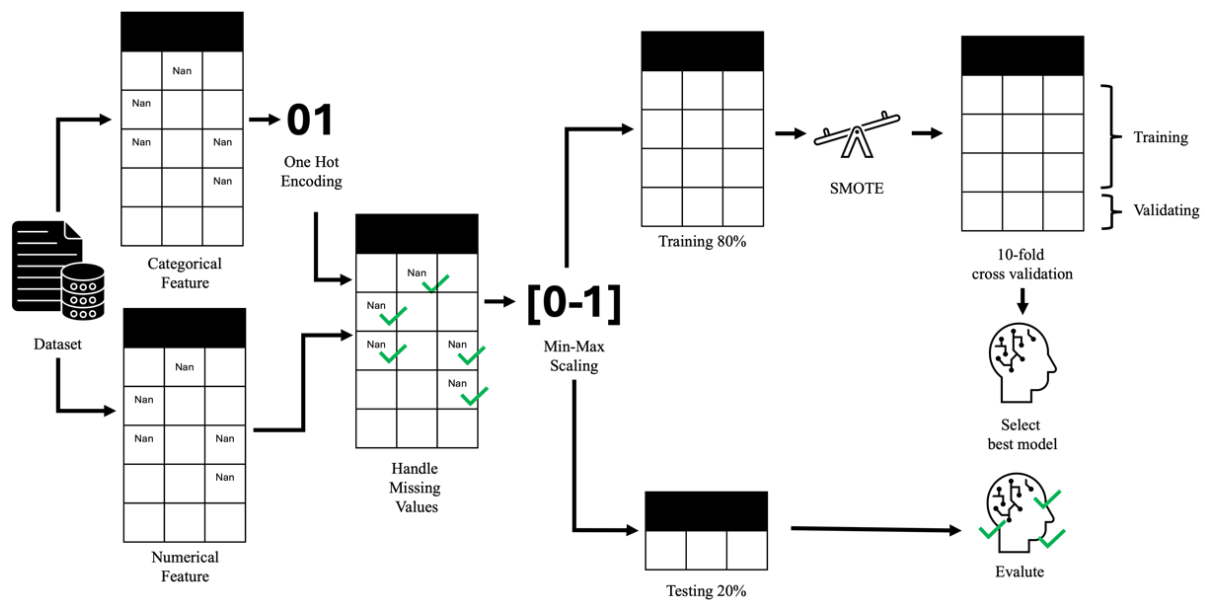 Nan
Nan
Nan
Nan
Nan
Categorical
Feature
01
One Hot
Encoding
Dataset
Nan
Nan
Nan
Nan
Nan
Numerical
Feature
Nan
Nan
Nan
Nan
Nan
Handle
Missing
Values
[0-1]
Min-Max
Scaling
Training 80%
SMOTE
Training
Validating
10-fold
cross validation
Select
best model
Testing 20%
Evalute